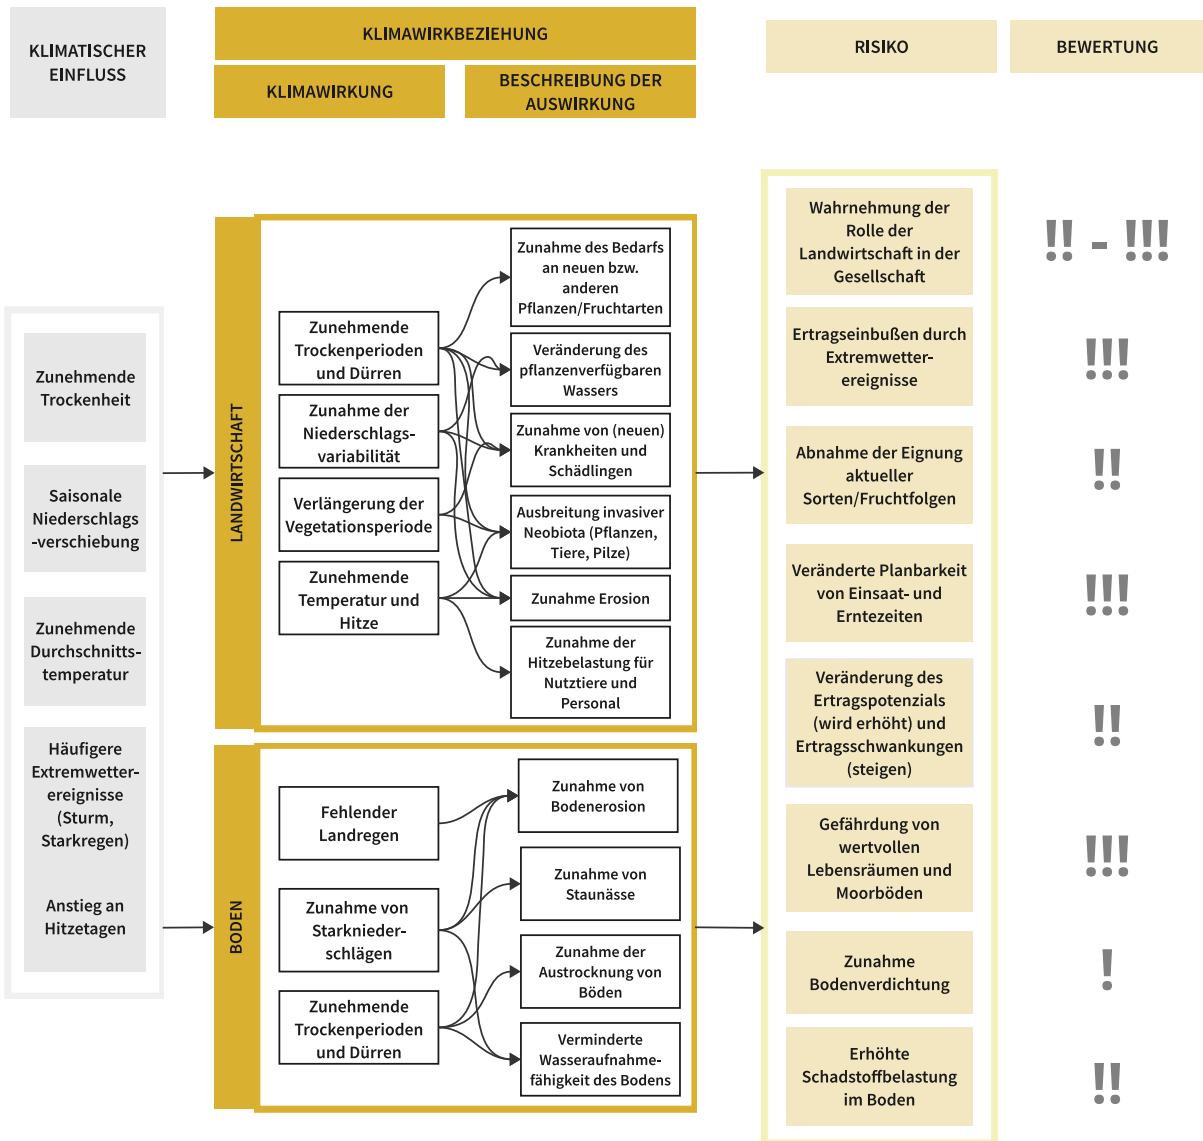 KLIMATISCHER
EINFLUSS
KLIMAWIRKBEZIEHUNG
KLIMAWIRKUNG
BESCHREIBUNG DER
AUSWIRKUNG
RISIKO
BEWERTUNG
Zunehmende
Trockenheit
Saisonale
Niederschlags
-verschiebung
Zunehmende
Durchschnitts-
temperatur
Häufigere
Extremwetter-
ereignisse
(Sturm,
Starkregen)
Anstieg an
Hitzetagen
LANDWIRTSCHAFT
Zunehmende
Trockenperioden
und Dürren
Zunahme der
Niederschlags-
variabilität
Verlängerung der
Vegetationsperiode
Zunehmende
Temperatur und
Hitze
Zunahme des Bedarfs
an neuen bzw.
anderen
Pflanzen/Fruchtarten
Veränderung des
pflanzenverfügbaren
Wassers
Zunahme von (neuen)
Krankheiten und
Schädlingen
Ausbreitung invasiver
Neobiota (Pflanzen,
Tiere, Pilze)
Zunahme Erosion
Zunahme der
Hitzebelastung für
Nutztiere und
Personal
BODEN
Fehlender
Landregen
Zunahme von
Starknieder-
schlägen
Zunehmende
Trockenperioden
und Dürren
Zunahme von
Bodenerosion
Zunahme von
Staunässe
Zunahme der
Austrocknung von
Böden
Verminderte
Wasseraufnahme-
fähigkeit des Bodens
Wahrnehmung der
Rolle der
Landwirtschaft in der
Gesellschaft
!! - !!!
Ertragseinbußen durch
Extremwetter-
ereignisse
!!!
Abnahme der Eignung
aktueller
Sorten/Fruchtfolgen
!!
Veränderte Planbarkeit
von Einsaat- und
Erntezeiten
!!!
Veränderung des
Ertragspotenzials
(wird erhöht) und
Ertragsschwankungen
(steigen)
!!
Gefährdung von
wertvollen
Lebensräumen und
Moorböden
!!!
Zunahme
Bodenverdichtung
!
Erhöhte
Schadstoffbelastung
im Boden
!!